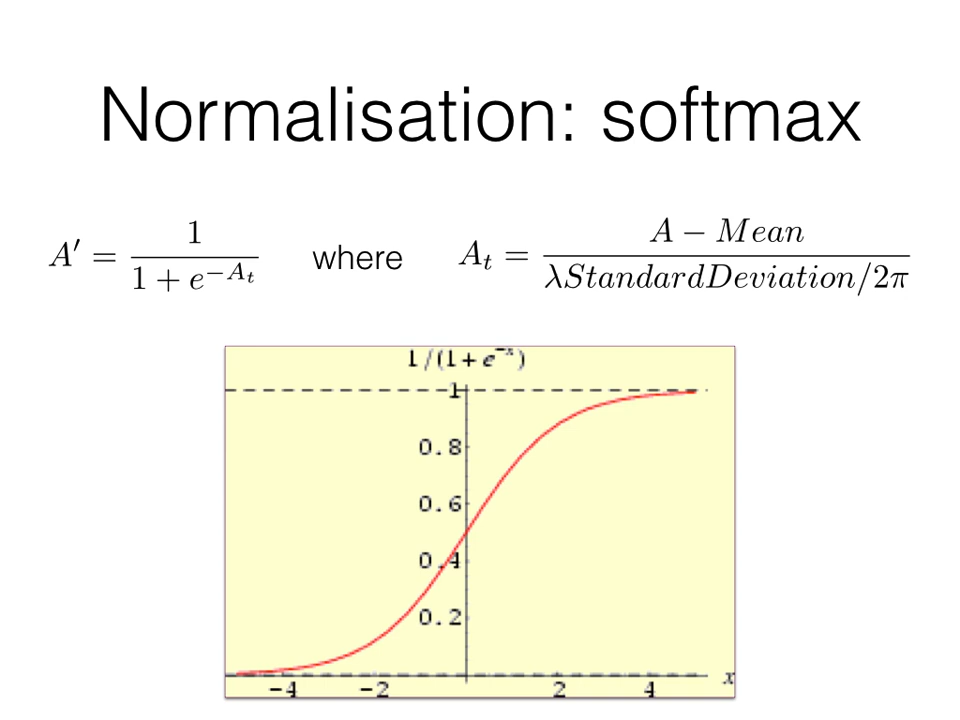 Normalisation: softmax
A′ = 1 / (1 + e^{−A_t}) where A_t = (A − Mean) / (λStandardDeviation/2π)
1/(1+e^{-x})
1
0.8
0.6
0.4
0.2
-4 -2 2 4 x